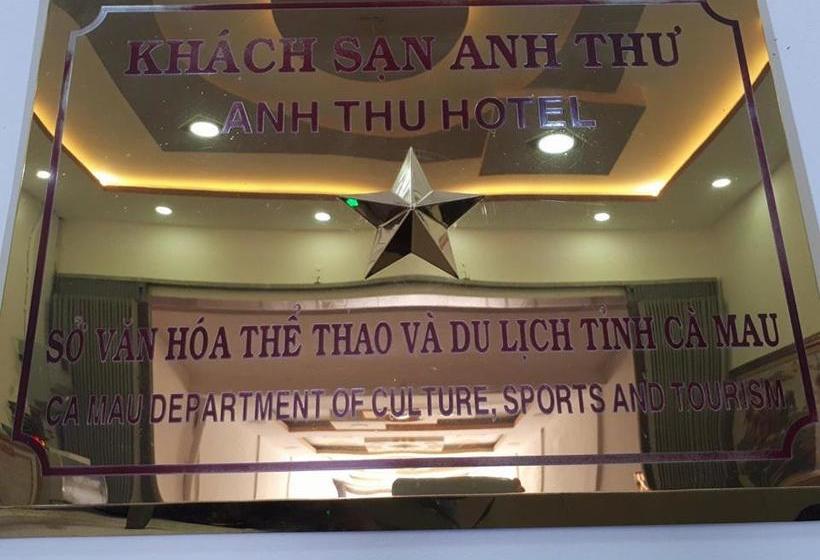 KHÁCH SẠN ANH THƯ
ANH THU HOTEL
SỞ VĂN HÓA THỂ THAO VÀ DU LỊCH TỈNH CÀ MAU
CA MAU DEPARTMENT OF CULTURE, SPORTS AND TOURISM